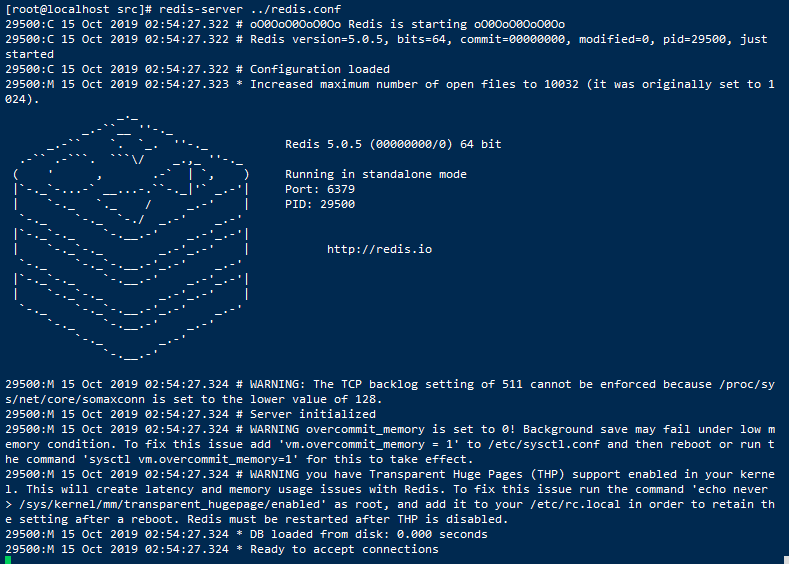 [root@localhost src]# redis-server ../redis.conf
29500:C 15 Oct 2019 02:54:27.322 # oO0OoO0OoO0Oo Redis is starting oO0OoO0OoO0Oo
29500:C 15 Oct 2019 02:54:27.322 # Redis version=5.0.5, bits=64, commit=00000000, modified=0, pid=29500, just
started
29500:C 15 Oct 2019 02:54:27.322 # Configuration loaded
29500:M 15 Oct 2019 02:54:27.323 * Increased maximum number of open files to 10032 (it was originally set to 1
024).
Redis 5.0.5 (00000000/0) 64 bit
Running in standalone mode
Port: 6379
PID: 29500
http://redis.io
29500:M 15 Oct 2019 02:54:27.324 # WARNING: The TCP backlog setting of 511 cannot be enforced because /proc/sy
s/net/core/somaxconn is set to the lower value of 128.
29500:M 15 Oct 2019 02:54:27.324 # Server initialized
29500:M 15 Oct 2019 02:54:27.324 # WARNING overcommit_memory is set to 0! Background save may fail under low m
emory condition. To fix this issue add 'vm.overcommit_memory = 1' to /etc/sysctl.conf and then reboot or run t
he command 'sysctl vm.overcommit_memory=1' for this to take effect.
29500:M 15 Oct 2019 02:54:27.324 # WARNING you have Transparent Huge Pages (THP) support enabled in your kerne
l. This will create latency and memory usage issues with Redis. To fix this issue run the command 'echo never
> /sys/kernel/mm/transparent_hugepage/enabled' as root, and add it to your /etc/rc.local in order to retain th
e setting after a reboot. Redis must be restarted after THP is disabled.
29500:M 15 Oct 2019 02:54:27.324 * DB loaded from disk: 0.000 seconds
29500:M 15 Oct 2019 02:54:27.324 * Ready to accept connections